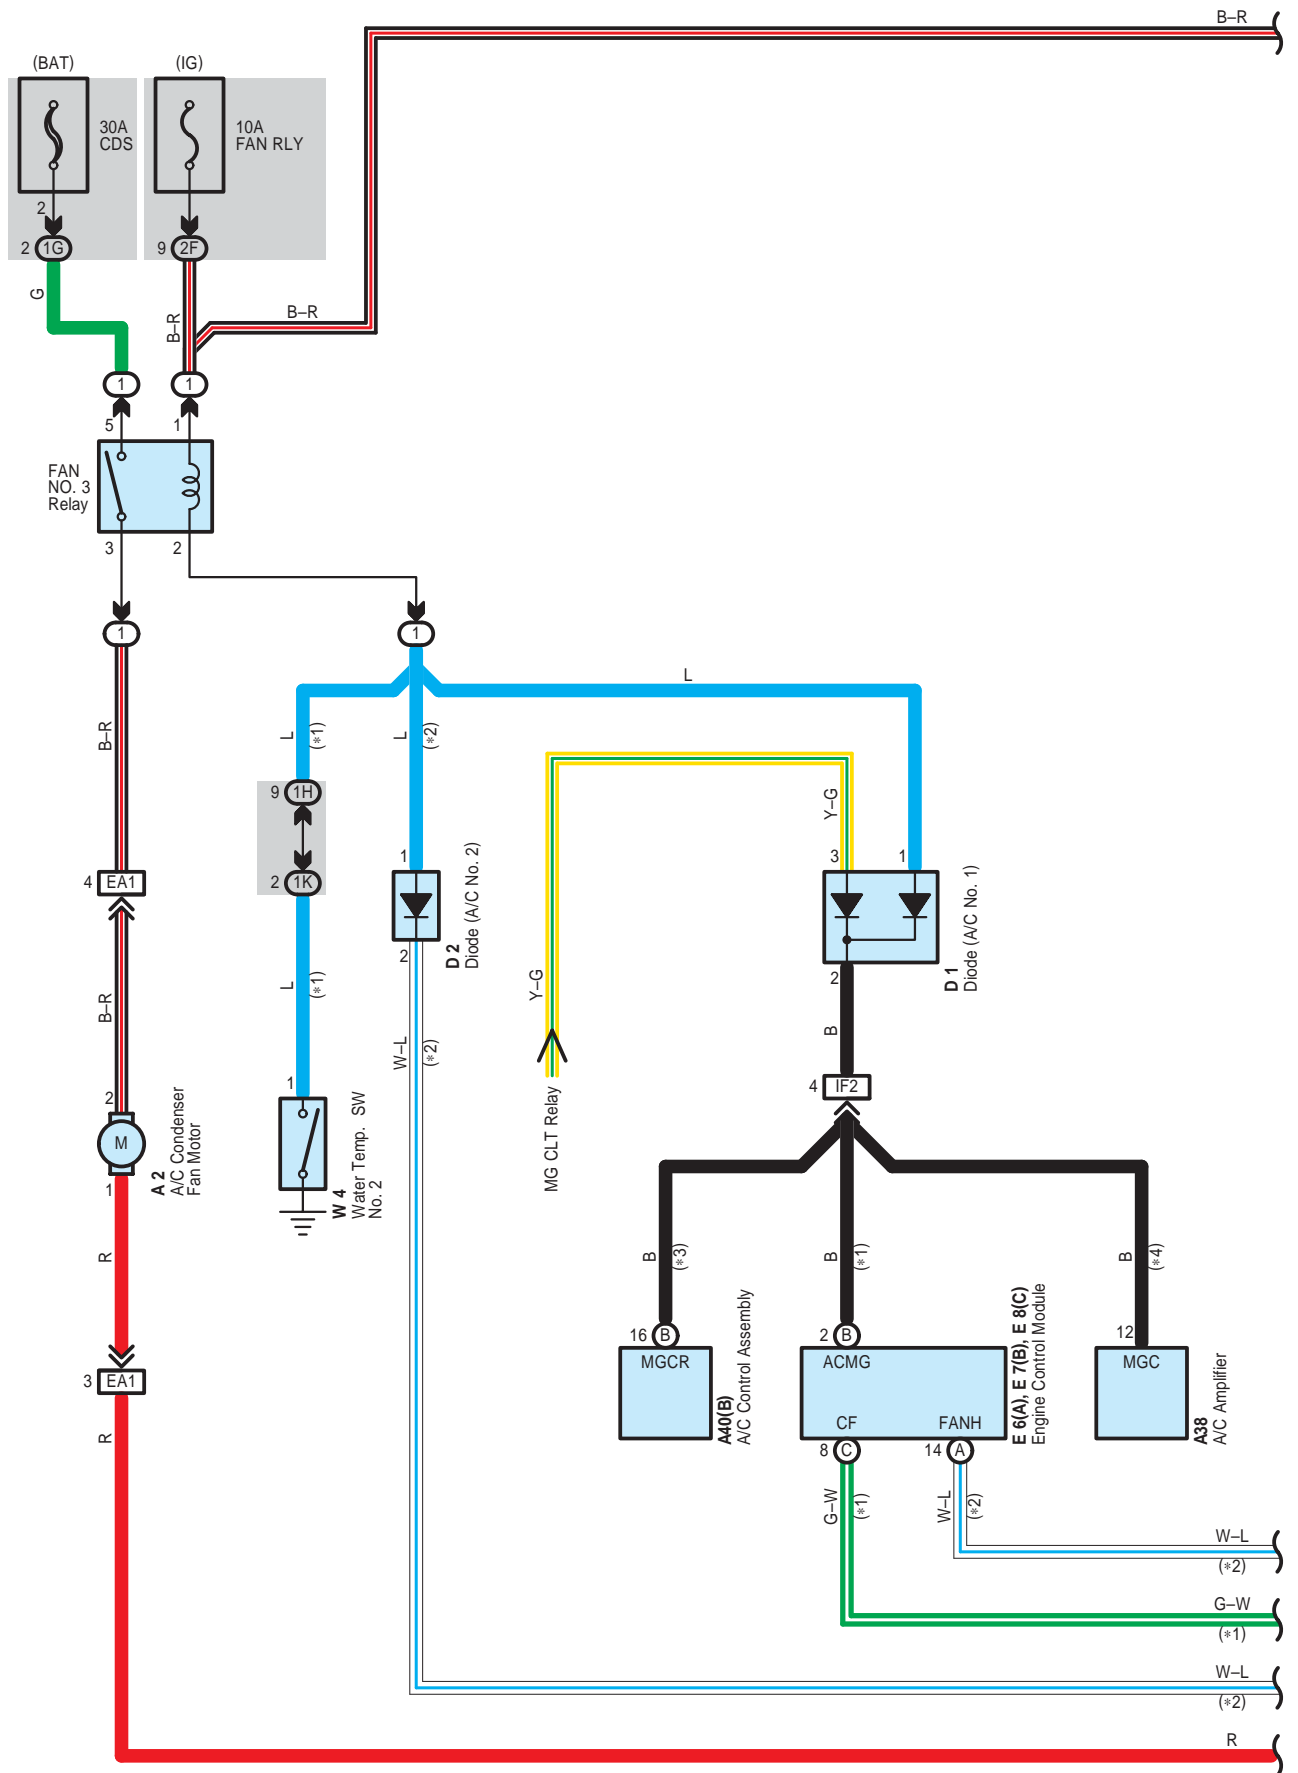 B–R
(BAT)
(IG)
30A
CDS
10A
FAN RLY
2
2 1G
9 2F
G
B–R
B–R
1
1
5
1
FAN
NO. 3
Relay
3
2
1
1
L
B–R
L
(∗1)
L
(∗2)
Y–G
9 1H
2 1K
1
3
1
4 EA1
D 2
Diode (A/C No. 2)
2
D 1
Diode (A/C No. 1)
2
B–R
L
(∗1)
W–L
(∗2)
Y–G
B
MG CLT Relay
4 IF2
2
M
1
A 2
A/C Condenser
Fan Motor
1
W 4
Water Temp. SW
No. 2
R
B
(∗3)
B
(∗1)
B
(∗4)
16 B
MGCR
A40(B)
A/C Control Assembly
2 B
ACMG
CF
FANH
E 6(A), E 7(B), E 8(C)
Engine Control Module
12
MGC
A38
A/C Amplifier
3 EA1
R
8 C
14 A
G–W
(∗1)
W–L
(∗2)
W–L
(∗2)
G–W
(∗1)
W–L
(∗2)
R